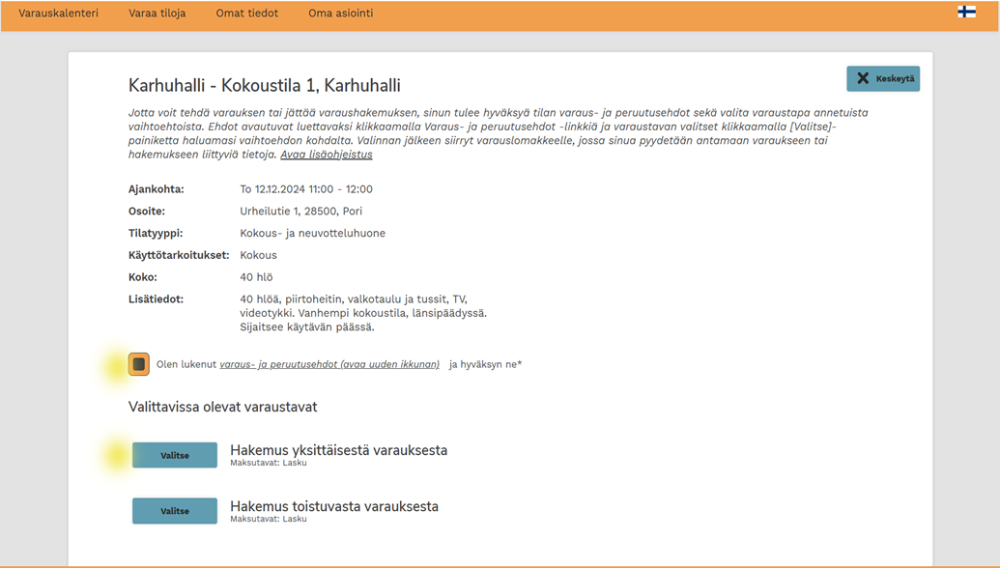 Varauskalenteri Varaa tiloja Omat tiedot Oma asiointi
Karhuhalli - Kokoustila 1, Karhuhalli
Keskeytä
Jotta voit tehdä varauksen tai jättää varaushakemuksen, sinun tulee hyväksyä tilan varaus- ja peruutusehdot sekä valita varaustapa annetuista
vaihtoehtoista. Ehdot avautuvat luettavaksi klikkaamalla Varaus- ja peruutusehdot -linkkiä ja varaustavan valitset klikkaamalla [Valitse]-
painiketta haluamasi vaihtoehdon kohdalta. Valinnan jälkeen siirryt varauslomakkeelle, jossa sinua pyydetään antamaan varaukseen tai
hakemukseen liittyviä tietoja. Avaa lisäohjeistus
Ajankohta: To 12.12.2024 11:00 - 12:00
Osoite: Urheilutie 1, 28500, Pori
Tilatyyppi: Kokous- ja neuvotteluhuone
Käyttötarkoitukset: Kokous
Koko: 40 hlö
Lisätiedot: 40 hlöä, piirtoheitin, valkotaulu ja tussit, TV,
videotykki. Vanhempi kokoustila, länsipäädyssä.
Sijaitsee käytävän päässä.
Olen lukenut varaus- ja peruutusehdot (avaa uuden ikkunan) ja hyväksyn ne*
Valittavissa olevat varaustavat
Valitse Hakemus yksittäisestä varauksesta
Maksutavat: Lasku
Valitse Hakemus toistuvasta varauksesta
Maksutavat: Lasku